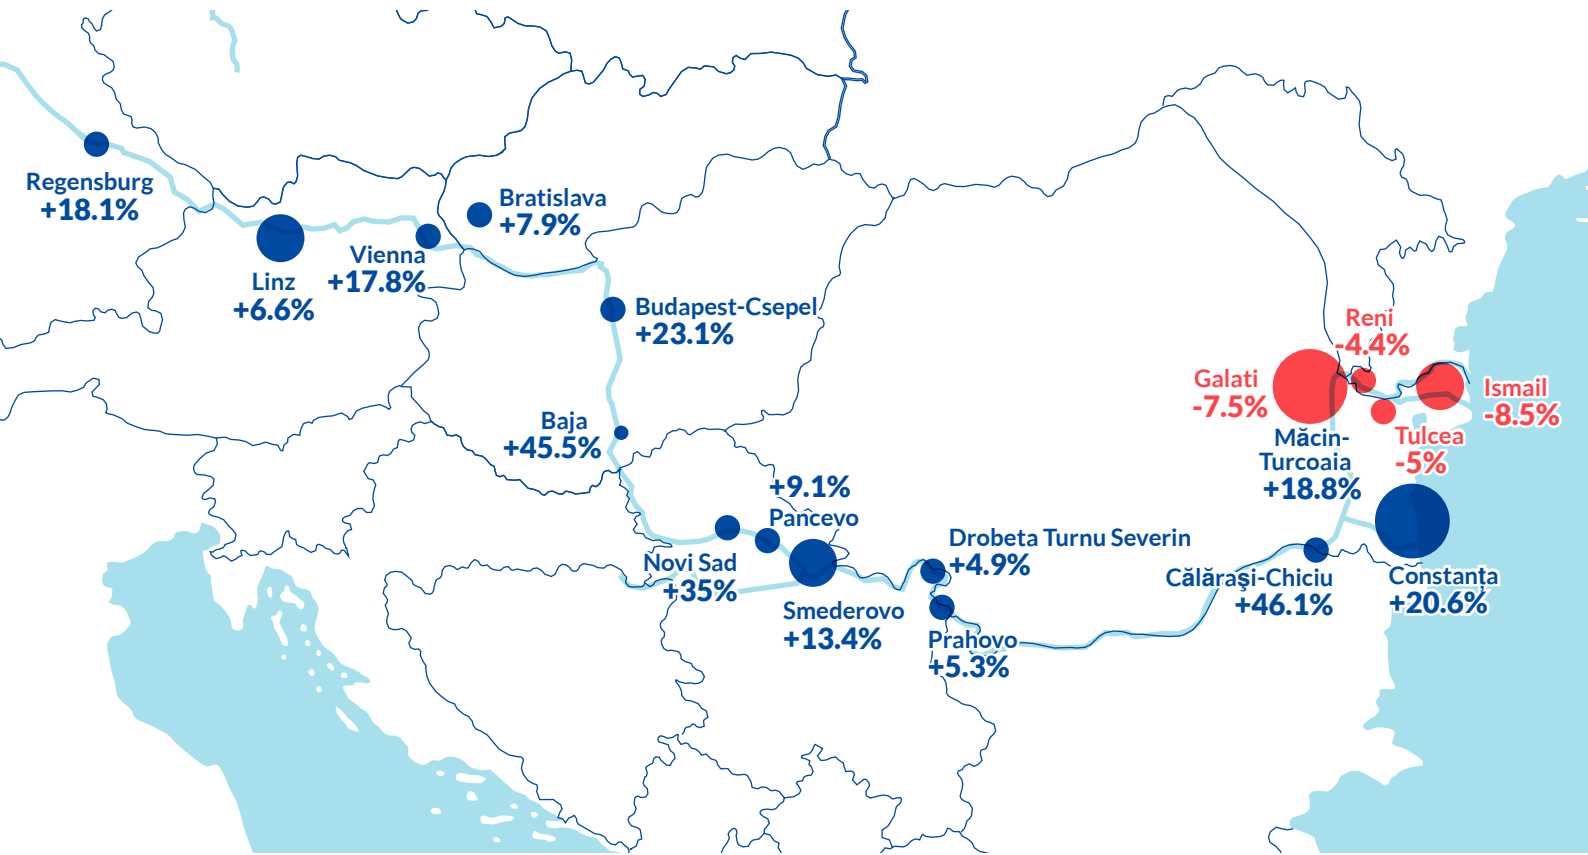 Regensburg
+18.1%
Linz
+6.6%
Vienna
+17.8%
Bratislava
+7.9%
Budapest-Csepel
+23.1%
Baja
+45.5%
Novi Sad
+35%
+9.1%
Pancevo
Smederovo
+13.4%
Drobeta Turnu Severin
+4.9%
Prahovo
+5.3%
Călărași-Chiciu
+46.1%
Constanța
+20.6%
Măcin-
Turcoaia
+18.8%
Galati
-7.5%
Reni
-4.4%
Tulcea
-5%
Ismail
-8.5%